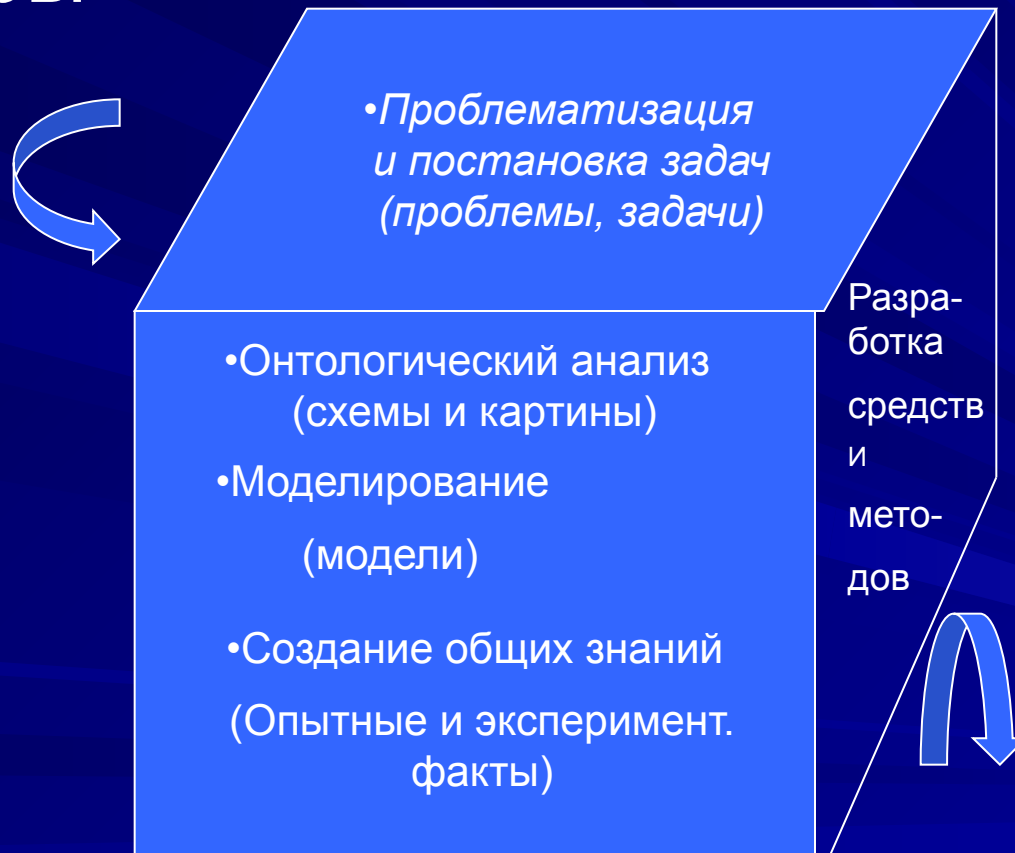 •Проблематизация
и постановка задач
(проблемы, задачи)
•Онтологический анализ
(схемы и картины)
•Моделирование
(модели)
•Создание общих знаний
(Опытные и эксперимент.
факты)
Разра-
ботка
средств
и
мето-
дов